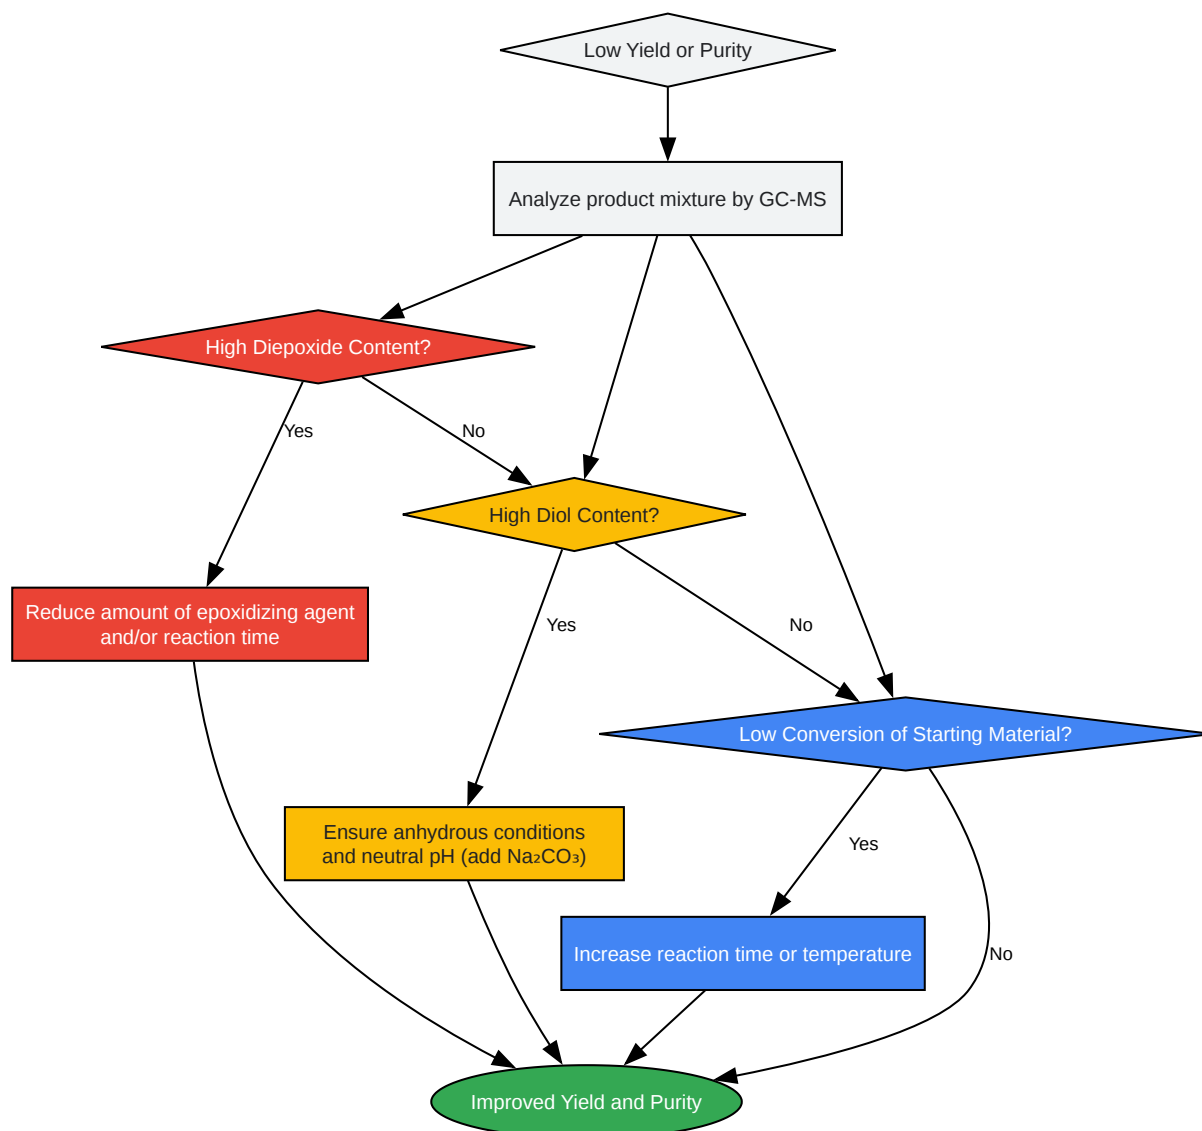 Low Yield or Purity
Analyze product mixture by GC-MS
High Diepoxide Content?
Yes
No
High Diol Content?
Reduce amount of epoxidizing agent
and/or reaction time
Yes
No
Low Conversion of Starting Material?
Ensure anhydrous conditions
and neutral pH (add Na₂CO₃)
Yes
Increase reaction time or temperature
No
Improved Yield and Purity